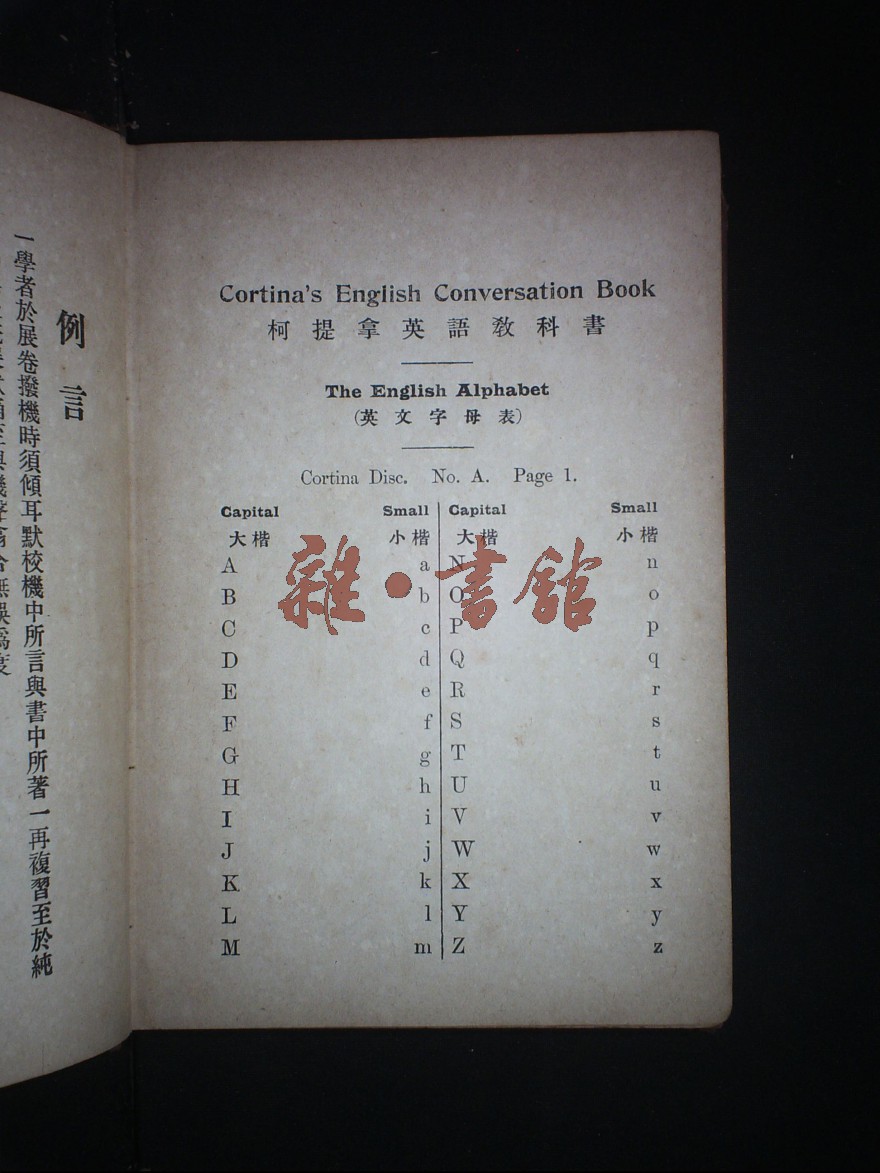 例言
一學者於展卷撥機時須傾耳默校機中所言與書中所著一再複習至於純
Cortina's English Conversation Book
柯提拿英語教科書
The English Alphabet
(英文字母表)
Cortina Disc. No. A. Page 1.
Capital Small Capital Small
大楷 小楷 大楷 小楷
A a N n
B b O o
C c P p
D d Q q
E e R r
F f S s
G g T t
H h U u
I i V v
J j W w
K k X x
L l Y y
M m Z z
雜·書館